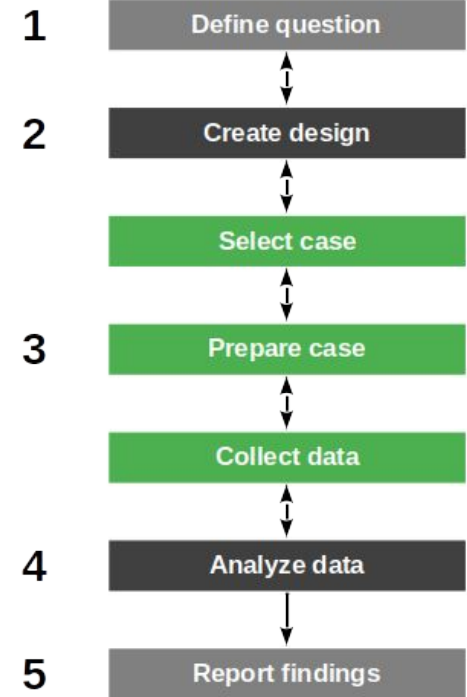 1
Define question
2
Create design
Select case
3
Prepare case
Collect data
4
Analyze data
5
Report findings